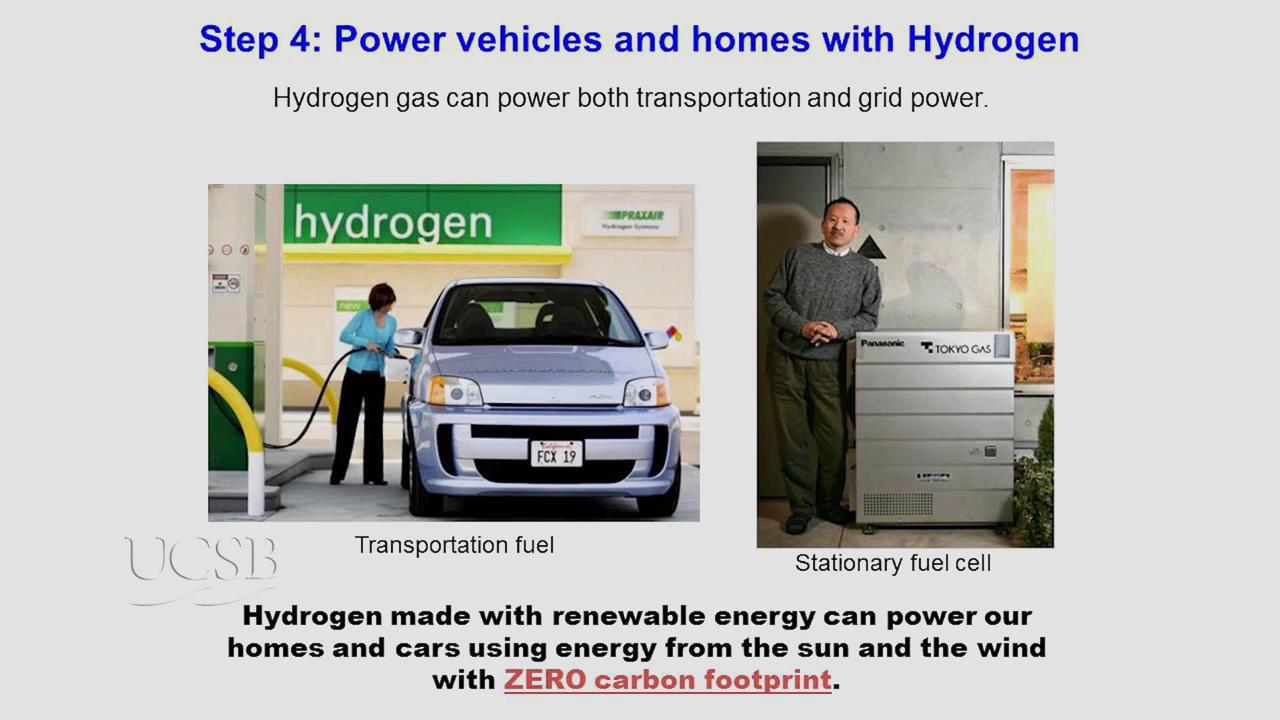 Step 4: Power vehicles and homes with Hydrogen
Hydrogen gas can power both transportation and grid power.
hydrogen
PRAXAIR
Hydrogen Systems
new
FCX 19
Panasonic
TOKYO GAS
Transportation fuel
Stationary fuel cell
UCSB
Hydrogen made with renewable energy can power our
homes and cars using energy from the sun and the wind
with ZERO carbon footprint.